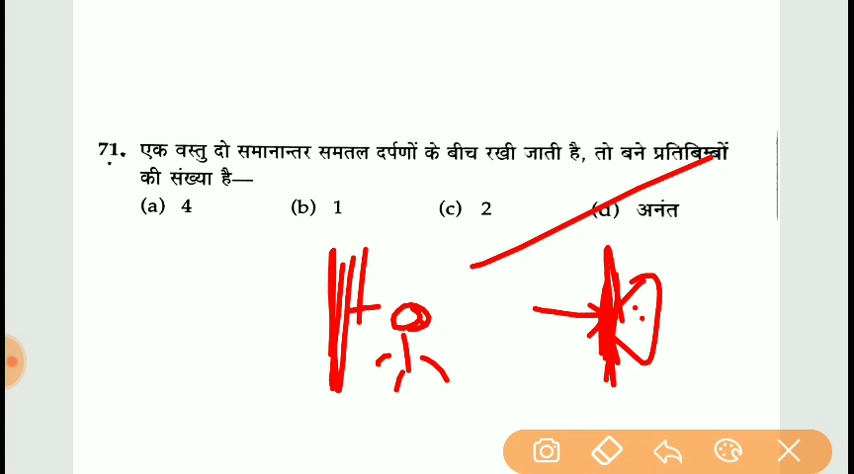 71. एक वस्तु दो समानान्तर समतल दर्पणों के बीच रखी जाती है, तो बने प्रतिबिम्बों
की संख्या है—
(a) 4 (b) 1 (c) 2 (d) अनंत